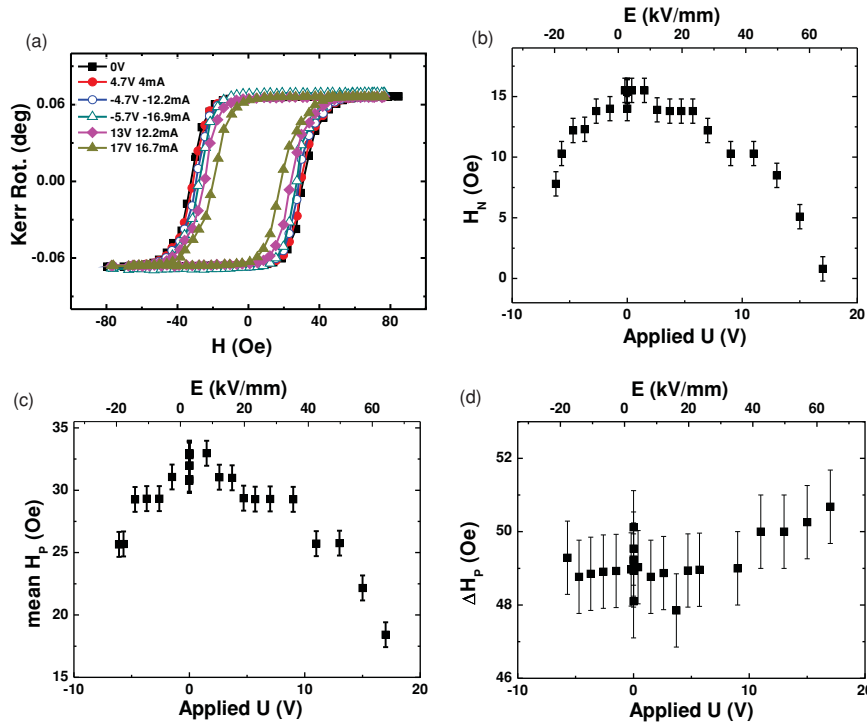 (a)
0V
4.7V 4mA
-4.7V -12.2mA
-5.7V -16.9mA
13V 12.2mA
17V 16.7mA
0.06
0.00
-0.06
Kerr Rot. (deg)
-80 -40 0 40 80
H (Oe)
E (kV/mm)
-20 0 20 40 60
(b)
15
10
5
0
H_N (Oe)
-10 0 10 20
Applied U (V)
E (kV/mm)
-20 0 20 40 60
(c)
35
30
25
20
15
mean H_P (Oe)
-10 0 10 20
Applied U (V)
E (kV/mm)
-20 0 20 40 60
(d)
52
50
48
46
ΔH_P (Oe)
-10 0 10 20
Applied U (V)